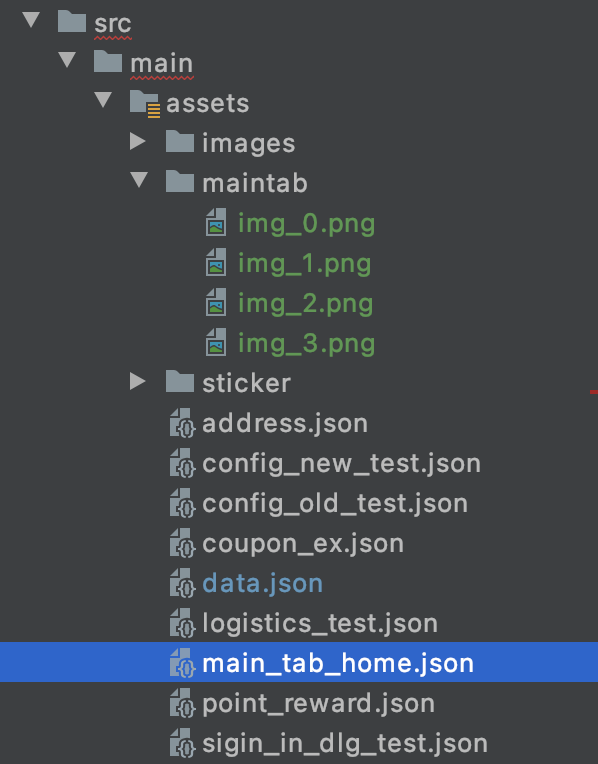 src
main
assets
images
maintab
img_0.png
img_1.png
img_2.png
img_3.png
sticker
address.json
config_new_test.json
config_old_test.json
coupon_ex.json
data.json
logistics_test.json
main_tab_home.json
point_reward.json
sigin_in_dlg_test.json